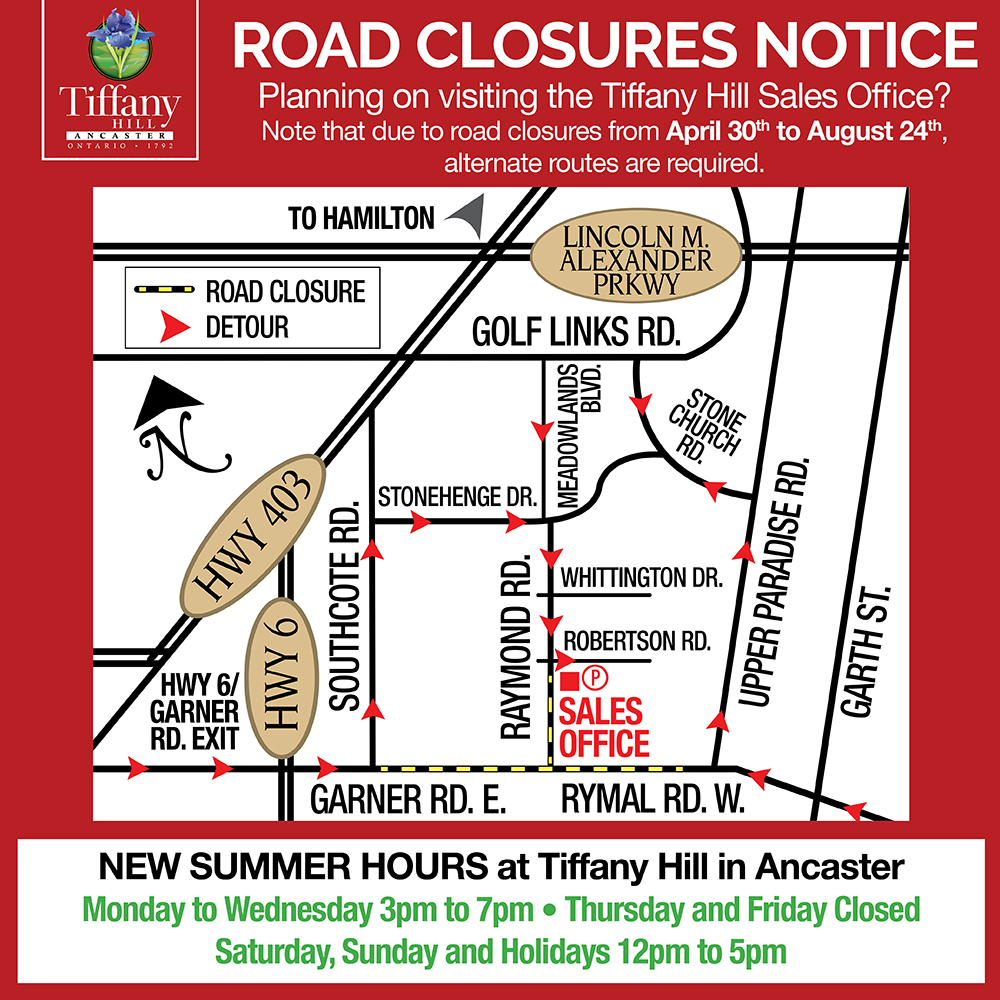 Tiffany
HILL
ANCASTER
ONTARIO • 1792
ROAD CLOSURES NOTICE
Planning on visiting the Tiffany Hill Sales Office?
Note that due to road closures from April 30th to August 24th,
alternate routes are required.
TO HAMILTON
LINCOLN M.
ALEXANDER
PRKWY
ROAD CLOSURE
DETOUR
GOLF LINKS RD.
MEADOWLANDS
BLVD.
STONE
CHURCH
RD.
N
HWY 403
STONEHENGE DR.
SOUTHCOTE RD.
RAYMOND RD.
WHITTINGTON DR.
UPPER PARADISE RD.
GARTH ST.
HWY 6
ROBERTSON RD.
HWY 6/
GARNER
RD. EXIT
P
SALES
OFFICE
GARNER RD. E.
RYMAL RD. W.
NEW SUMMER HOURS at Tiffany Hill in Ancaster
Monday to Wednesday 3pm to 7pm • Thursday and Friday Closed
Saturday, Sunday and Holidays 12pm to 5pm